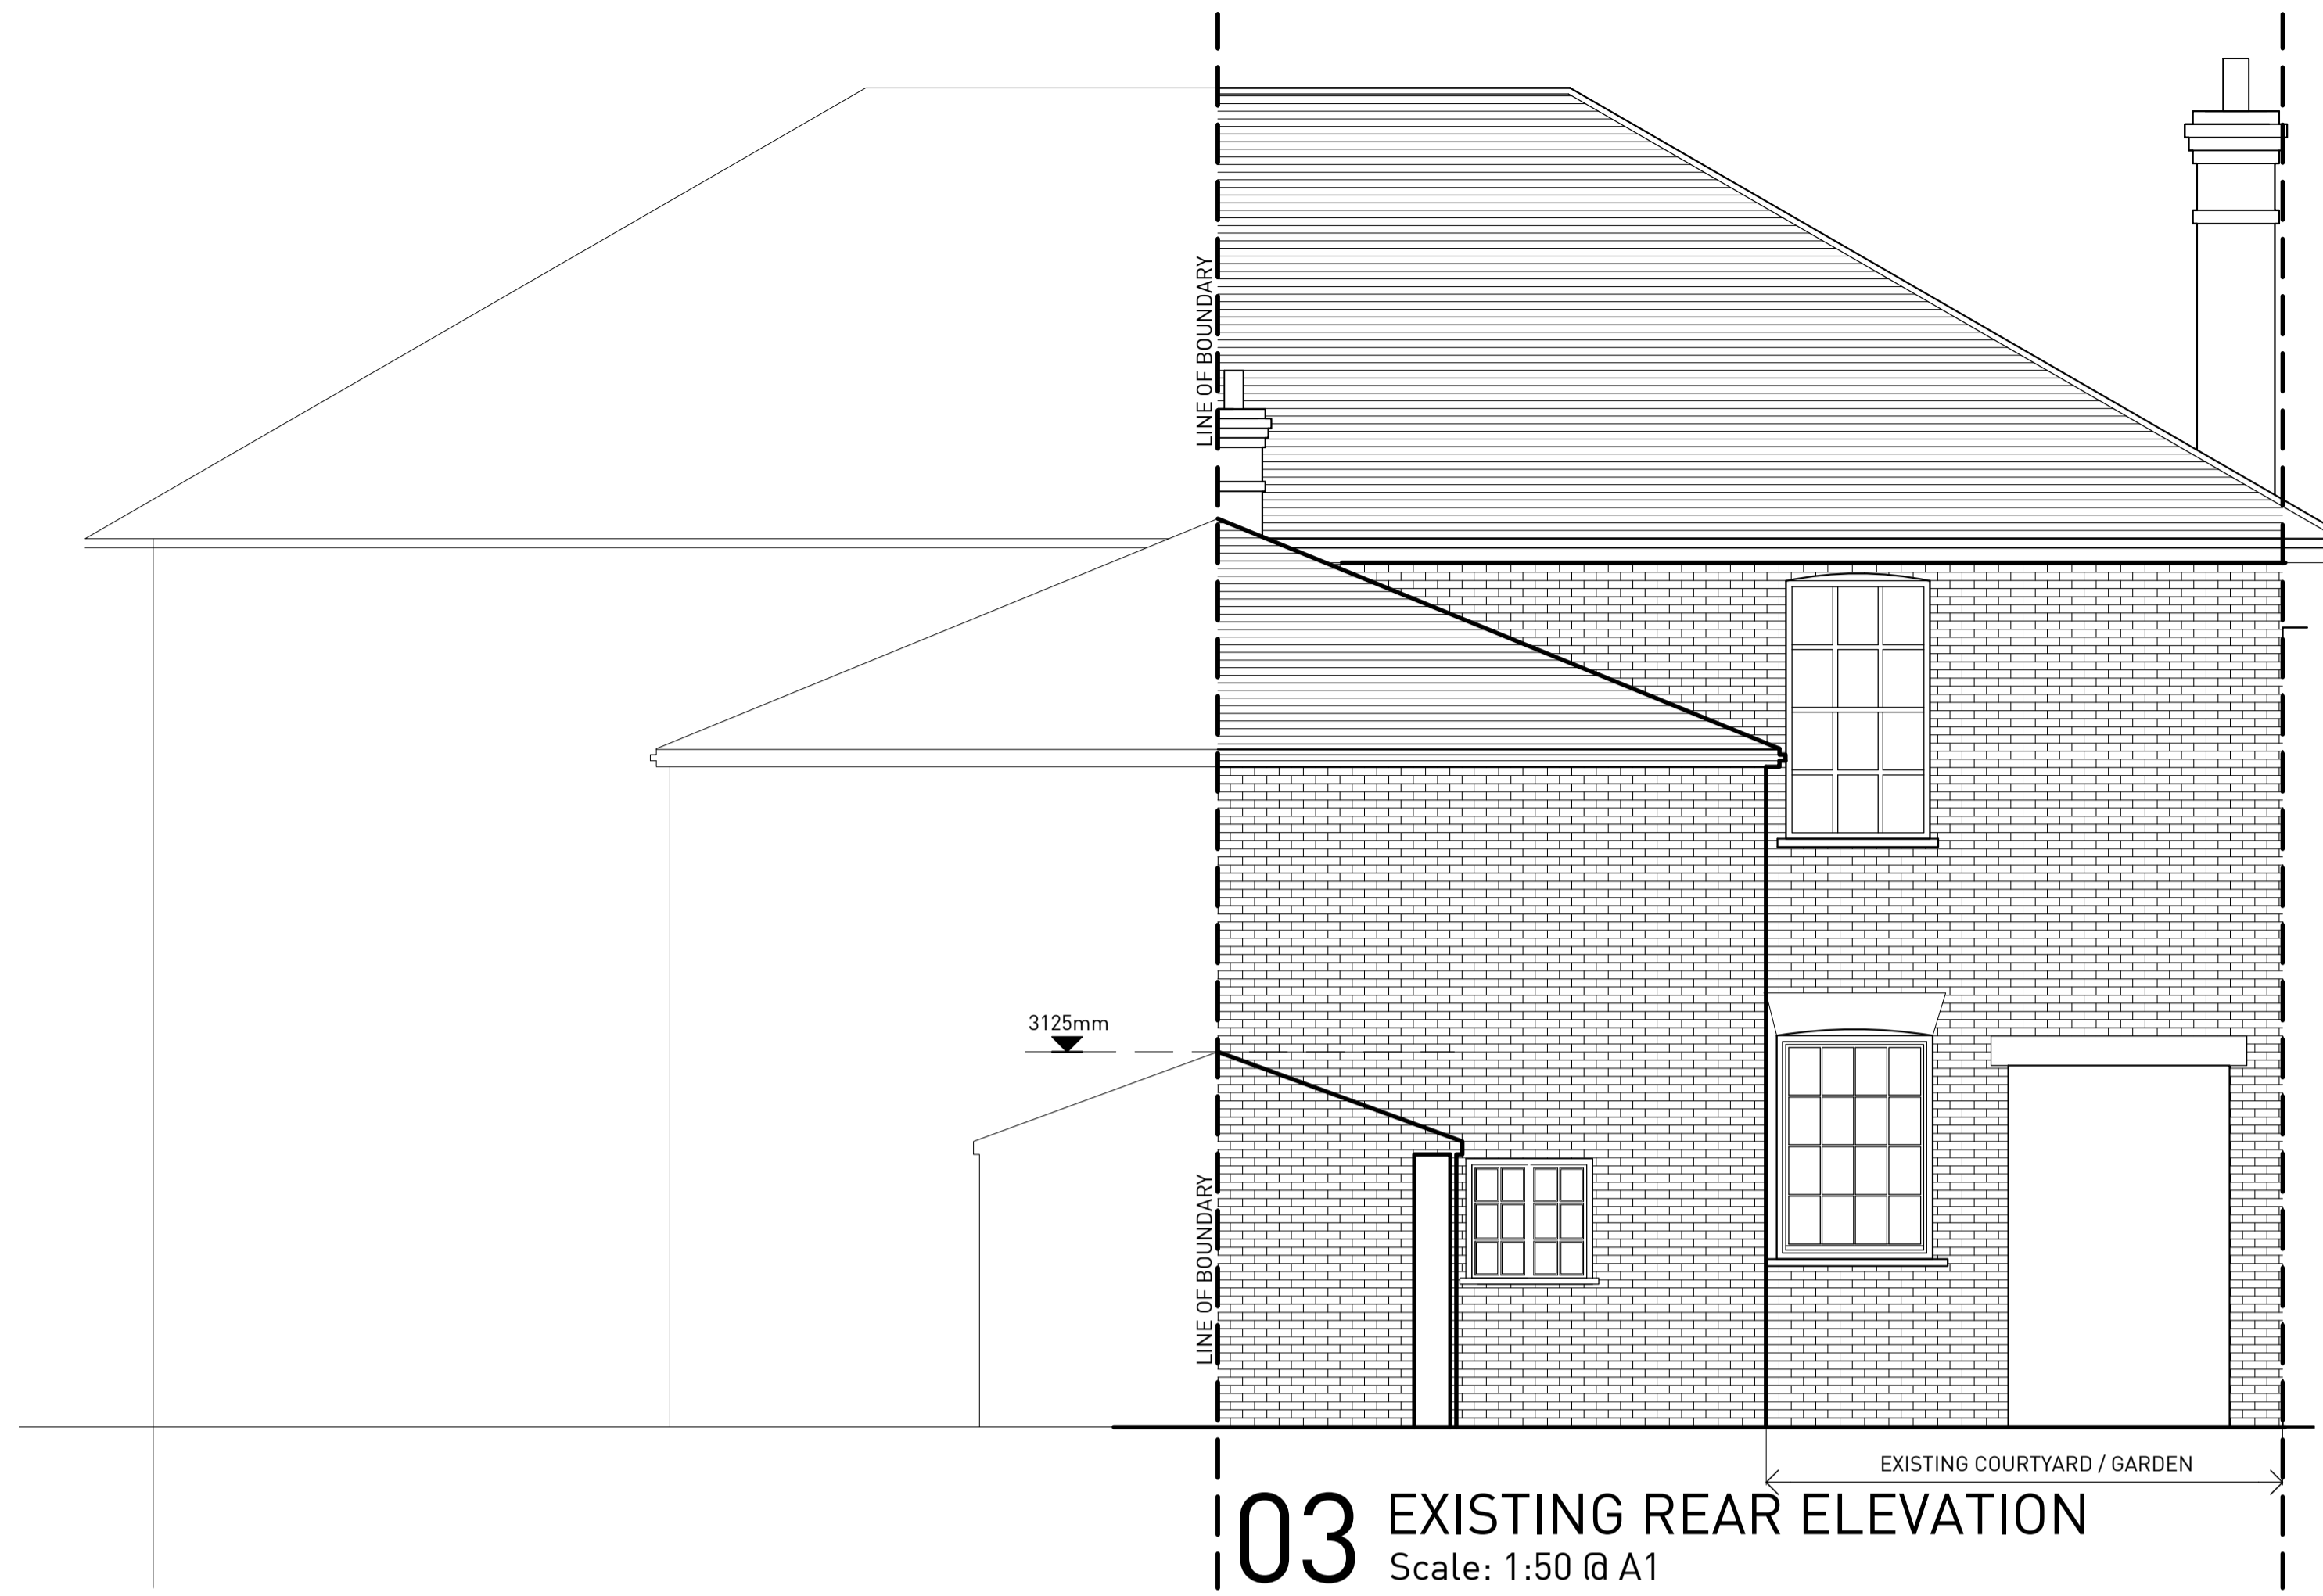 LINE OF BOUNDARY
3125mm
LINE OF BOUNDARY
EXISTING COURTYARD / GARDEN
03
EXISTING REAR ELEVATION
Scale: 1:50 @ A1